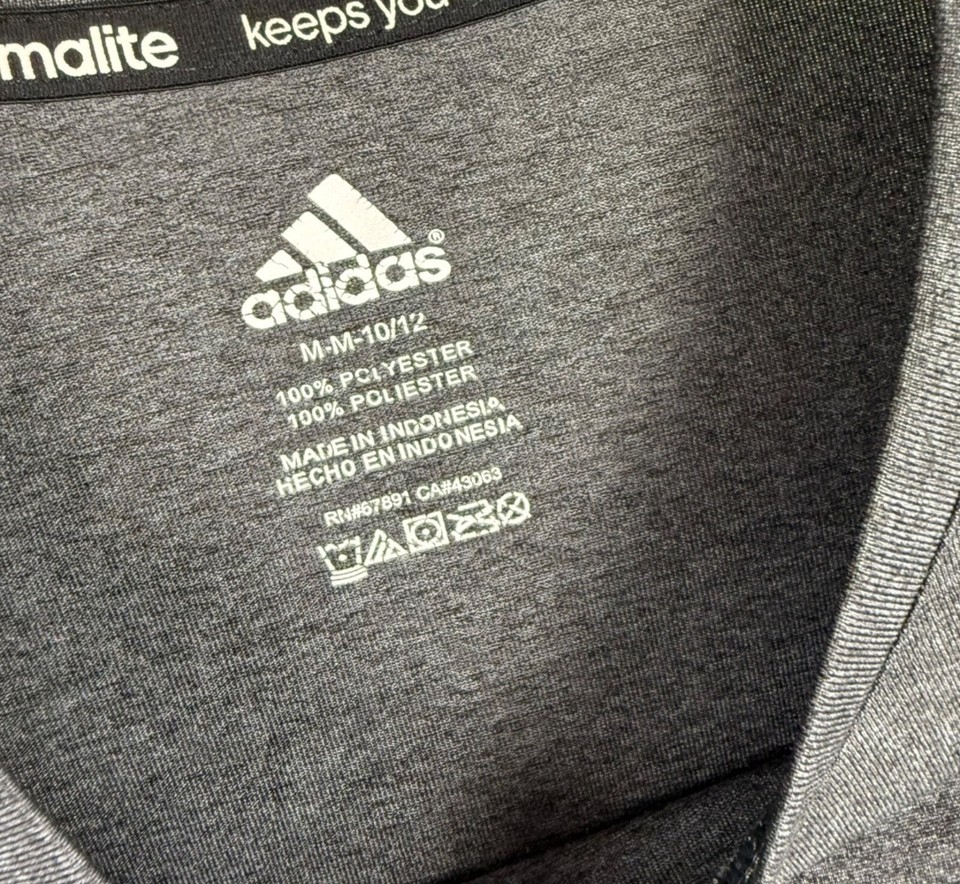 malite keeps you
adidas®
M-M-10/12
100% POLYESTER
100% POLIESTER
MADE IN INDONESIA
HECHO EN INDONESIA
RN#67891 CA#43063